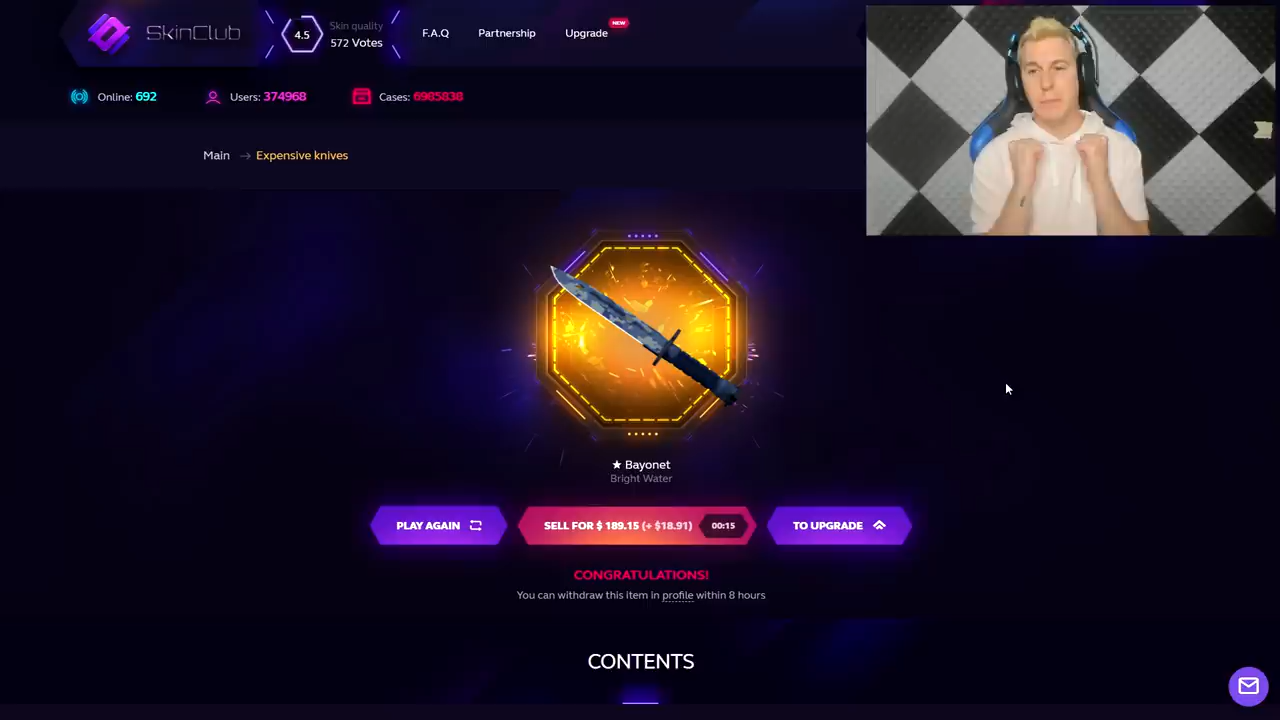 SkinClub
4.5
Skin quality
572 Votes
F.A.Q
Partnership
Upgrade
NEW
Online: 692
Users: 374968
Cases: 6985838
Main → Expensive knives
★ Bayonet
Bright Water
PLAY AGAIN
SELL FOR $ 189.15 (+ $18.91) 00:15
TO UPGRADE
CONGRATULATIONS!
You can withdraw this item in profile within 8 hours
CONTENTS